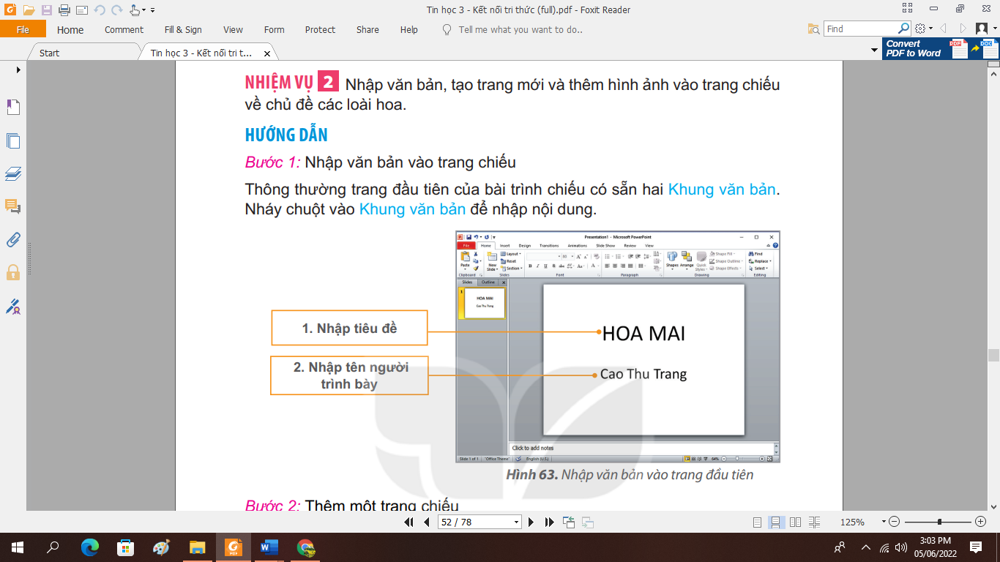 Tin học 3 - Kết nối tri thức (full).pdf - Foxit Reader
File Home Comment Fill & Sign View Form Protect Share Help Tell me what you want to do.. Find
Start Tin học 3 - Kết nối tri t... Convert PDF to Word PDF DOC
NHIỆM VỤ 2 Nhập văn bản, tạo trang mới và thêm hình ảnh vào trang chiếu
về chủ đề các loài hoa.
HƯỚNG DẪN
Bước 1: Nhập văn bản vào trang chiếu
Thông thường trang đầu tiên của bài trình chiếu có sẵn hai Khung văn bản.
Nháy chuột vào Khung văn bản để nhập nội dung.
Presentation1 - Microsoft PowerPoint
File Home Insert Design Transitions Animations Slide Show Review View
Paste New Slide Layout Reset Section Shapes Arrange Quick Styles Shape Fill Shape Outline Shape Effects Find Replace Select
Clipboard Slides Font Paragraph Drawing Editing
Slides Outline
1
HOA MAI
Cao Thu Trang
1. Nhập tiêu đề
HOA MAI
2. Nhập tên người
trình bày
Cao Thu Trang
Click to add notes
Slide 1 of 1 "Office Theme" English (U.S.) 64%
Hình 63. Nhập văn bản vào trang đầu tiên
Bước 2: Thêm một trang chiếu
52 / 78 125%
3:03 PM
05/06/2022